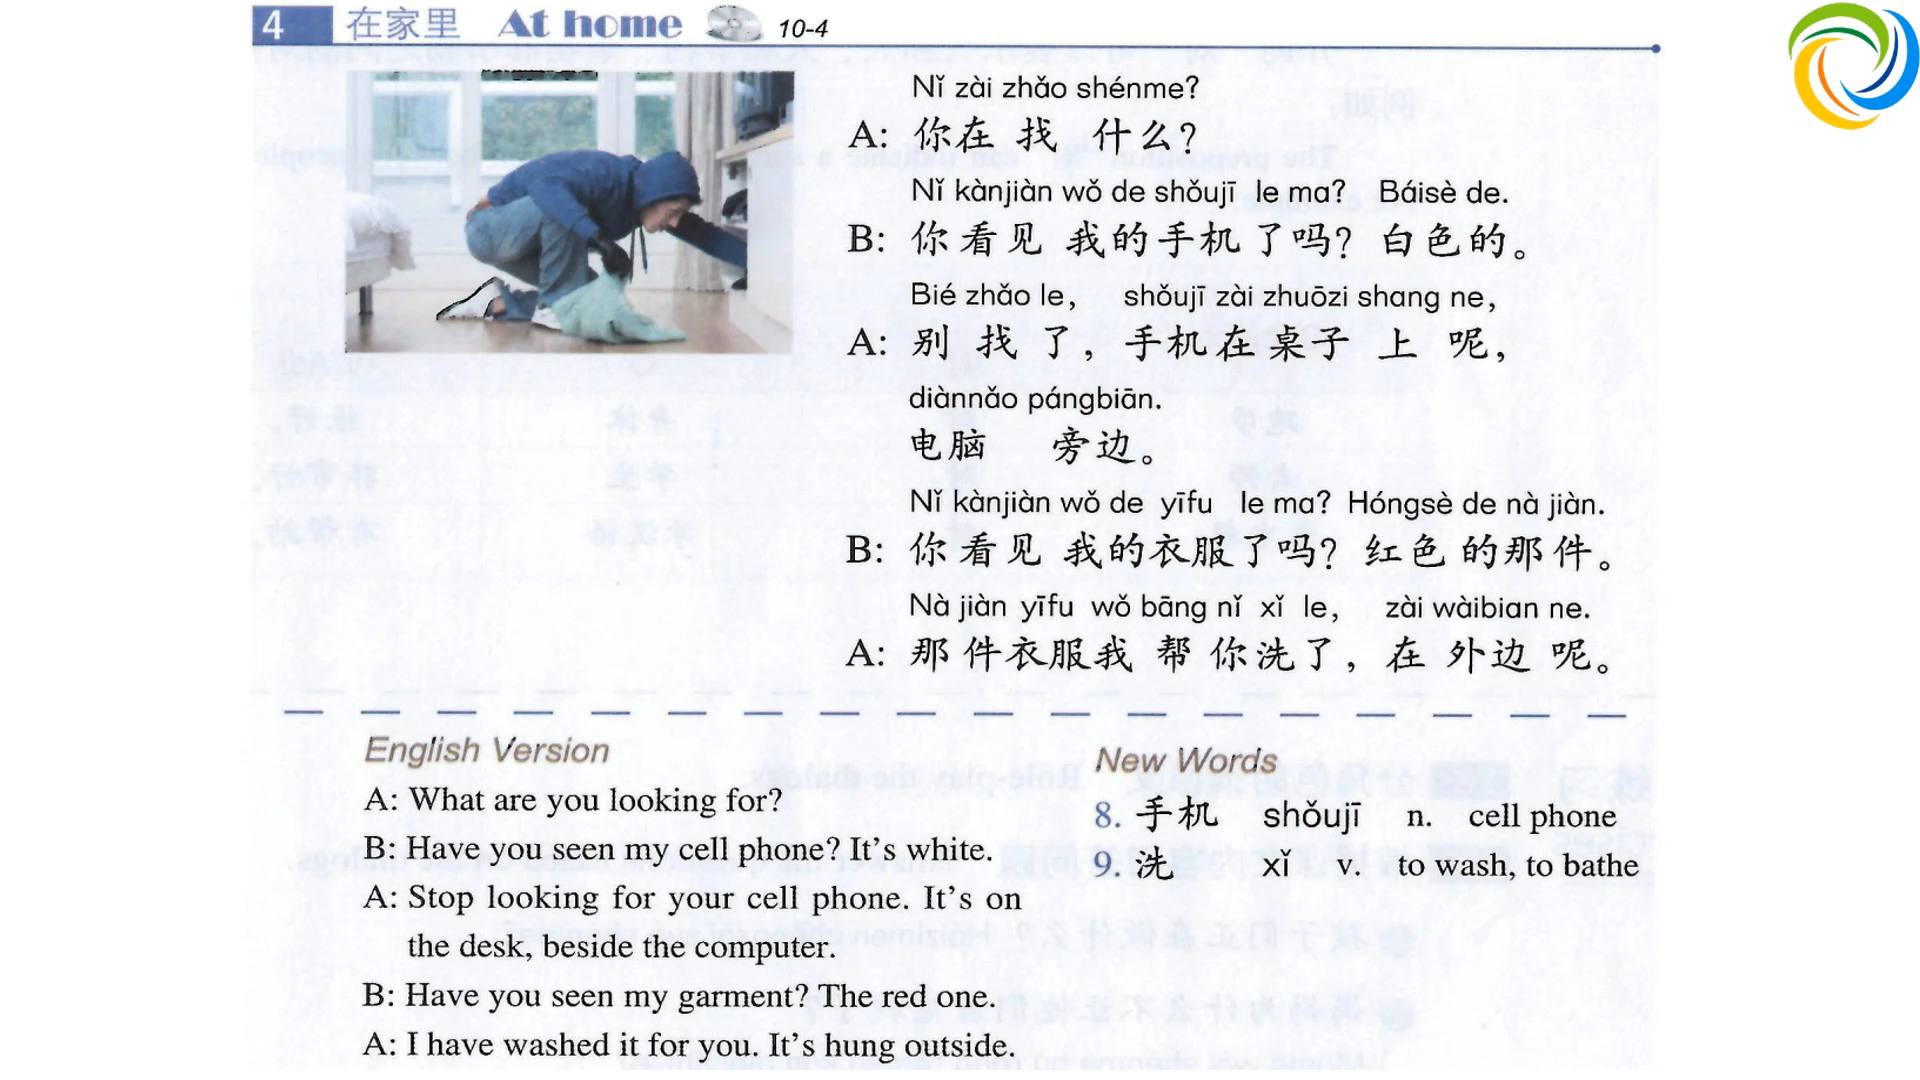 4 在家里 At home 10-4
Nǐ zài zhǎo shénme?
A: 你在找什么？
Nǐ kànjiàn wǒ de shǒujī le ma? Báisè de.
B: 你看见我的手机了吗？白色的。
Bié zhǎo le, shǒujī zài zhuōzi shang ne,
A: 别找了，手机在桌子上呢，
diànnǎo pángbiān.
电脑旁边。
Nǐ kànjiàn wǒ de yīfu le ma? Hóngsè de nà jiàn.
B: 你看见我的衣服了吗？红色的那件。
Nà jiàn yīfu wǒ bāng nǐ xǐ le, zài wàibian ne.
A: 那件衣服我帮你洗了，在外边呢。
English Version
A: What are you looking for?
B: Have you seen my cell phone? It's white.
A: Stop looking for your cell phone. It's on
the desk, beside the computer.
B: Have you seen my garment? The red one.
A: I have washed it for you. It's hung outside.
New Words
8. 手机 shǒujī n. cell phone
9. 洗 xǐ v. to wash, to bathe